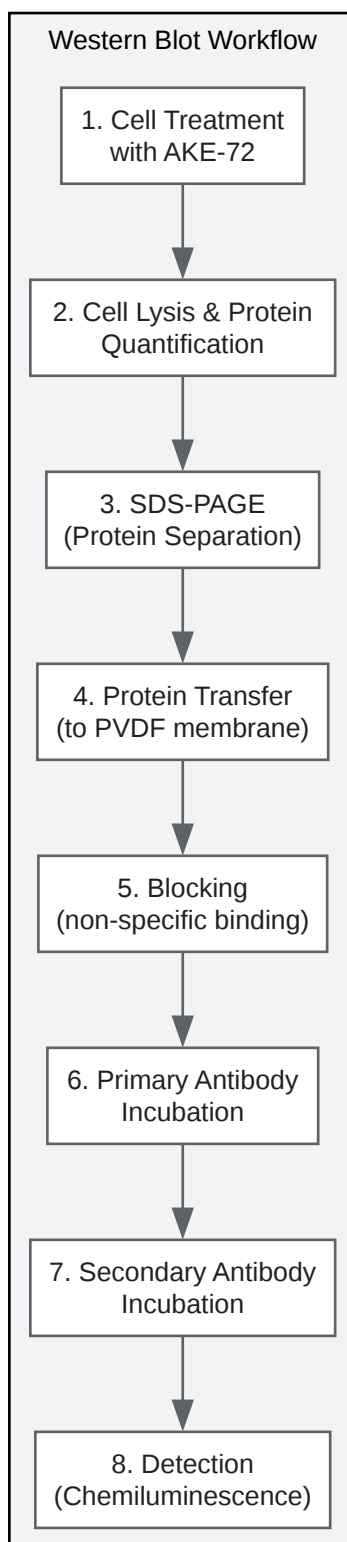 Western Blot Workflow
1. Cell Treatment
with AKE-72
2. Cell Lysis & Protein
Quantification
3. SDS-PAGE
(Protein Separation)
4. Protein Transfer
(to PVDF membrane)
5. Blocking
(non-specific binding)
6. Primary Antibody
Incubation
7. Secondary Antibody
Incubation
8. Detection
(Chemiluminescence)